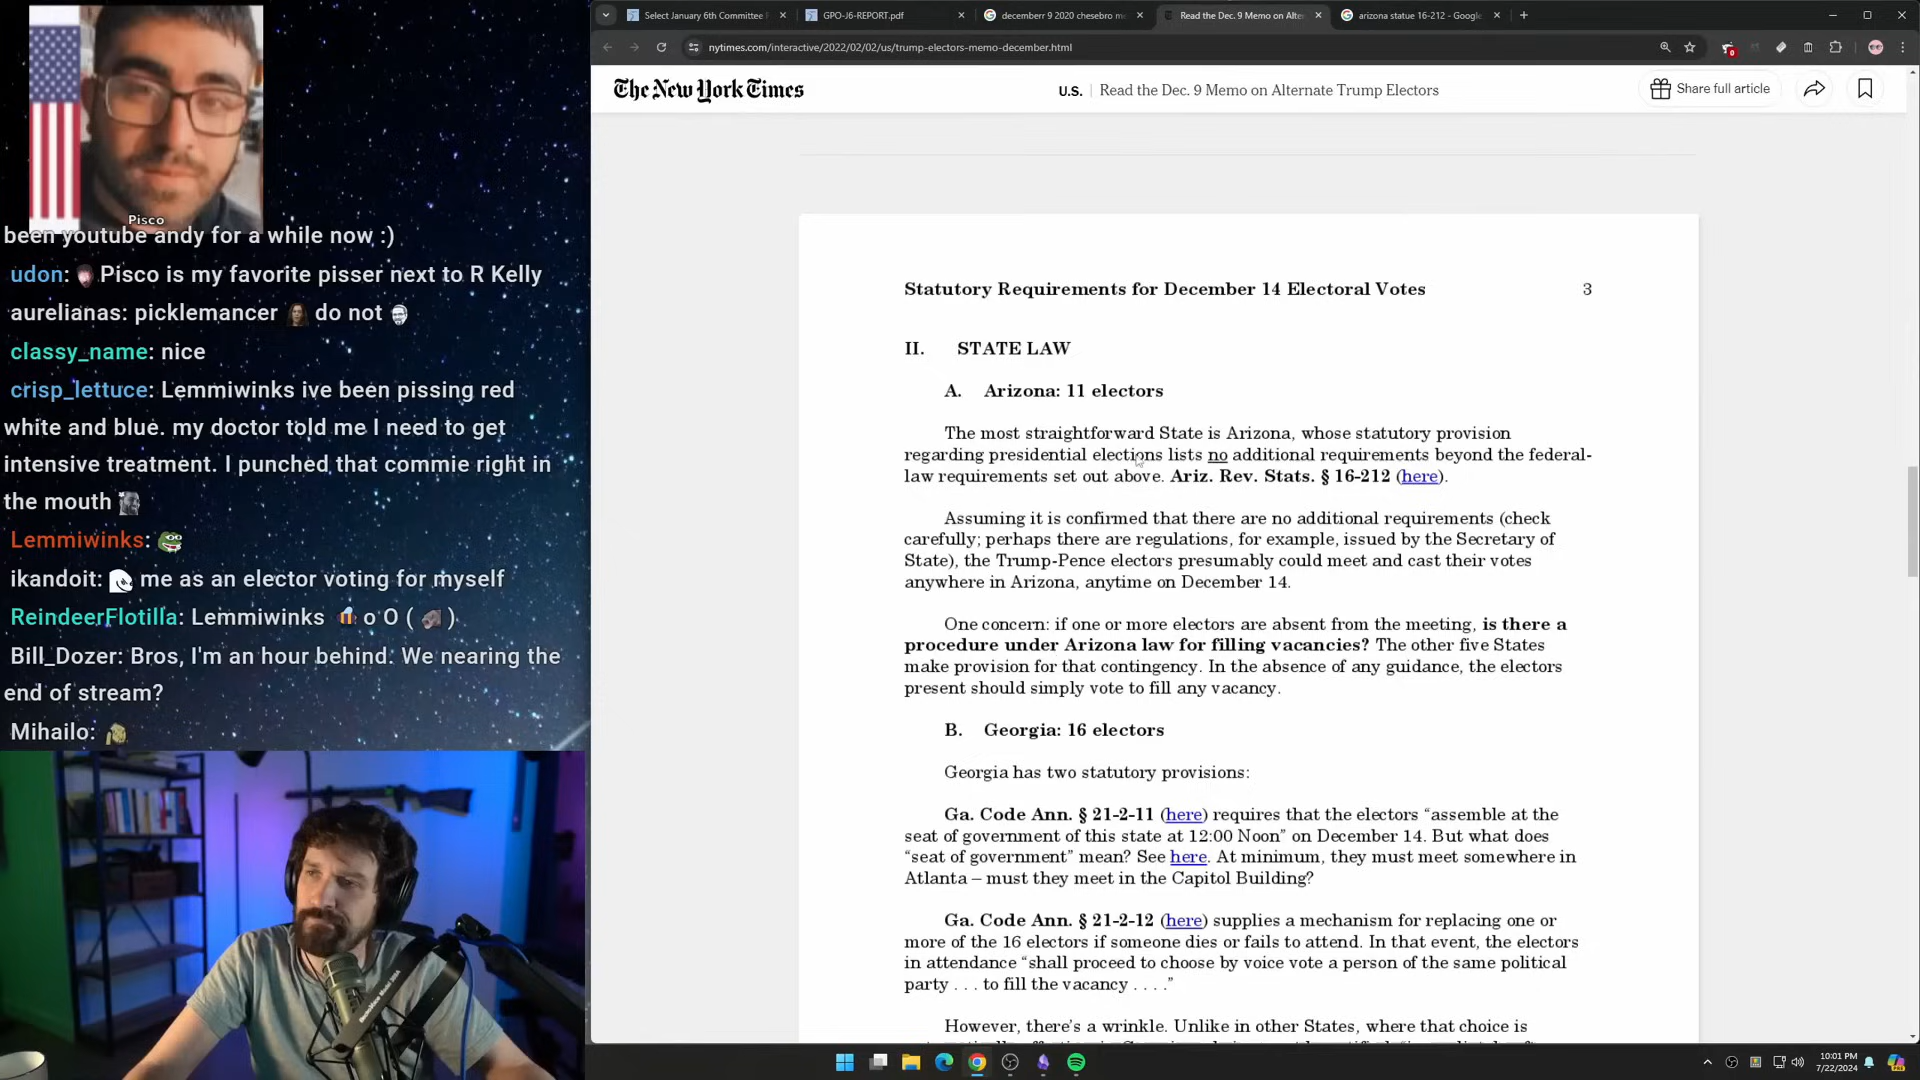 Select January 6th Committee
GPO-J6-REPORT.pdf
decemberr 9 2020 chesebro me
Read the Dec. 9 Memo on Alter
arizona statue 16-212 - Google
nytimes.com/interactive/2022/02/02/us/trump-electors-memo-december.html
The New York Times
U.S. | Read the Dec. 9 Memo on Alternate Trump Electors
Share full article
Pisco
been youtube andy for a while now :)
udon: Pisco is my favorite pisser next to R Kelly
aurelianas: picklemancer do not
classy_name: nice
crisp_lettuce: Lemmiwinks ive been pissing red
white and blue. my doctor told me I need to get
intensive treatment. I punched that commie right in
the mouth
Lemmiwinks:
ikandoit: me as an elector voting for myself
ReindeerFlotilla: Lemmiwinks o O ( ).
Bill_Dozer: Bros, I'm an hour behind. We nearing the
end of stream?
Mihailo:
Statutory Requirements for December 14 Electoral Votes 3
II. STATE LAW
A. Arizona: 11 electors
The most straightforward State is Arizona, whose statutory provision
regarding presidential elections lists no additional requirements beyond the federal-
law requirements set out above. Ariz. Rev. Stats. § 16-212 (here).
Assuming it is confirmed that there are no additional requirements (check
carefully; perhaps there are regulations, for example, issued by the Secretary of
State), the Trump-Pence electors presumably could meet and cast their votes
anywhere in Arizona, anytime on December 14.
One concern: if one or more electors are absent from the meeting, is there a
procedure under Arizona law for filling vacancies? The other five States
make provision for that contingency. In the absence of any guidance, the electors
present should simply vote to fill any vacancy.
B. Georgia: 16 electors
Georgia has two statutory provisions:
Ga. Code Ann. § 21-2-11 (here) requires that the electors “assemble at the
seat of government of this state at 12:00 Noon” on December 14. But what does
“seat of government” mean? See here. At minimum, they must meet somewhere in
Atlanta – must they meet in the Capitol Building?
Ga. Code Ann. § 21-2-12 (here) supplies a mechanism for replacing one or
more of the 16 electors if someone dies or fails to attend. In that event, the electors
in attendance “shall proceed to choose by voice vote a person of the same political
party . . . to fill the vacancy . . . .”
However, there’s a wrinkle. Unlike in other States, where that choice is
10:01 PM
7/22/2024